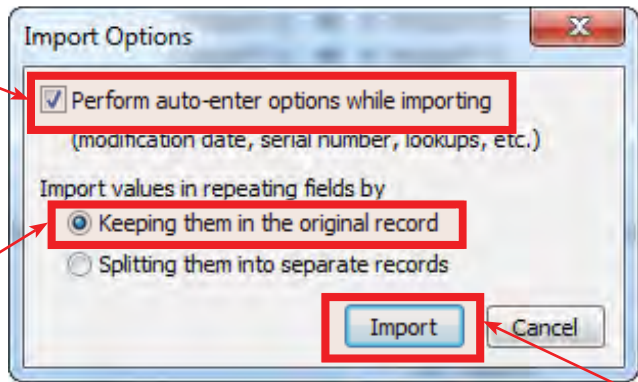 Import Options
Perform auto-enter options while importing
(modification date, serial number, lookups, etc.)
Import values in repeating fields by
Keeping them in the original record
Splitting them into separate records
Import Cancel